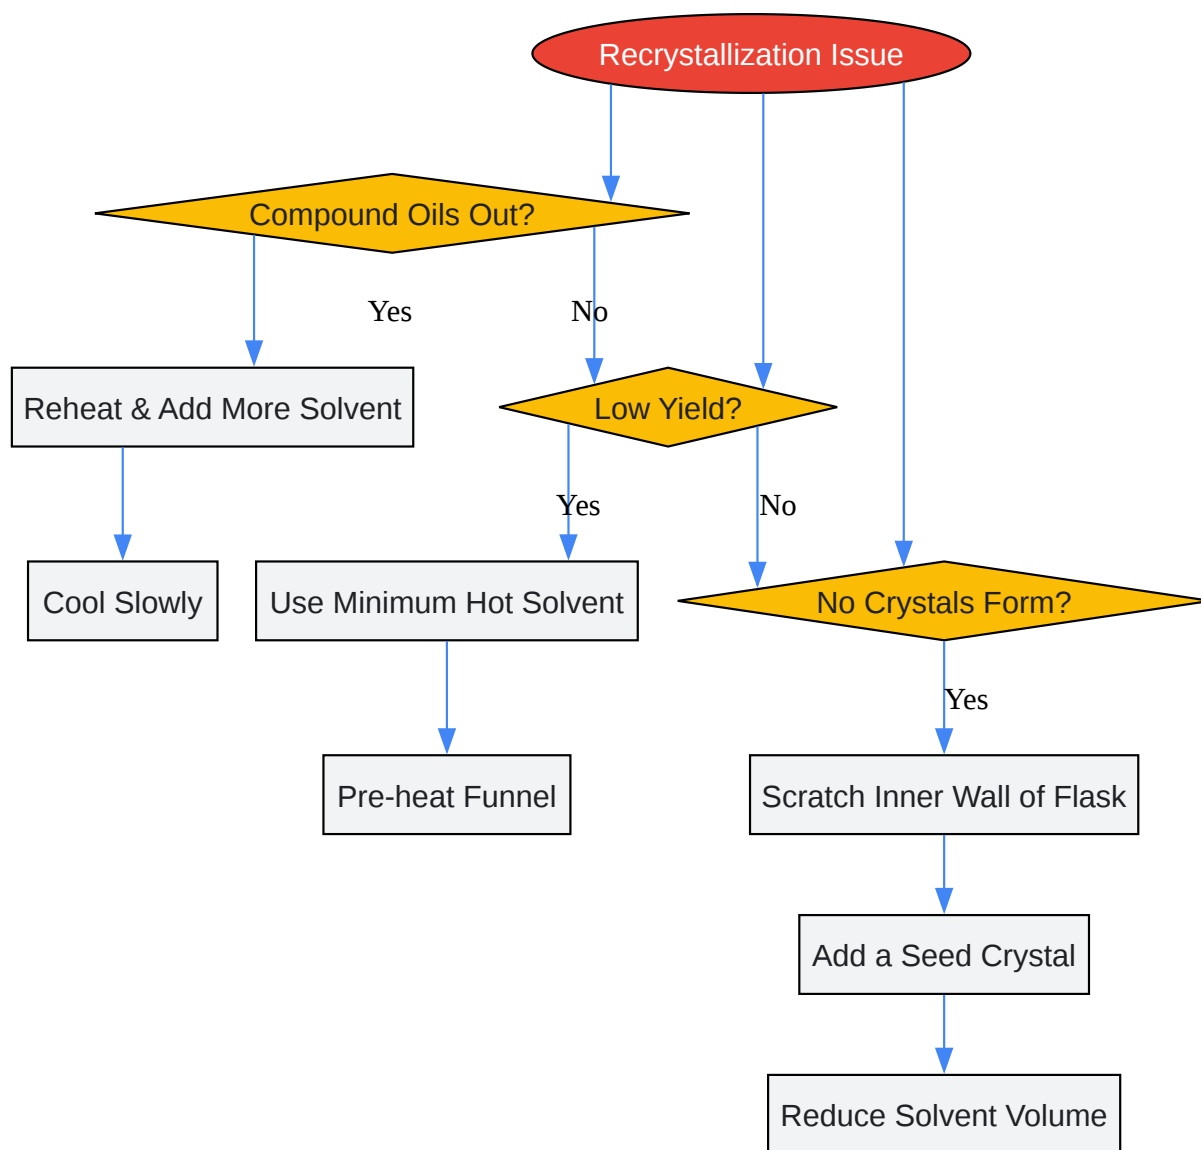 Recrystallization Issue
Compound Oils Out?
Yes
No
Reheat & Add More Solvent
Low Yield?
Yes
No
Cool Slowly
Use Minimum Hot Solvent
No Crystals Form?
Yes
Pre-heat Funnel
Scratch Inner Wall of Flask
Add a Seed Crystal
Reduce Solvent Volume